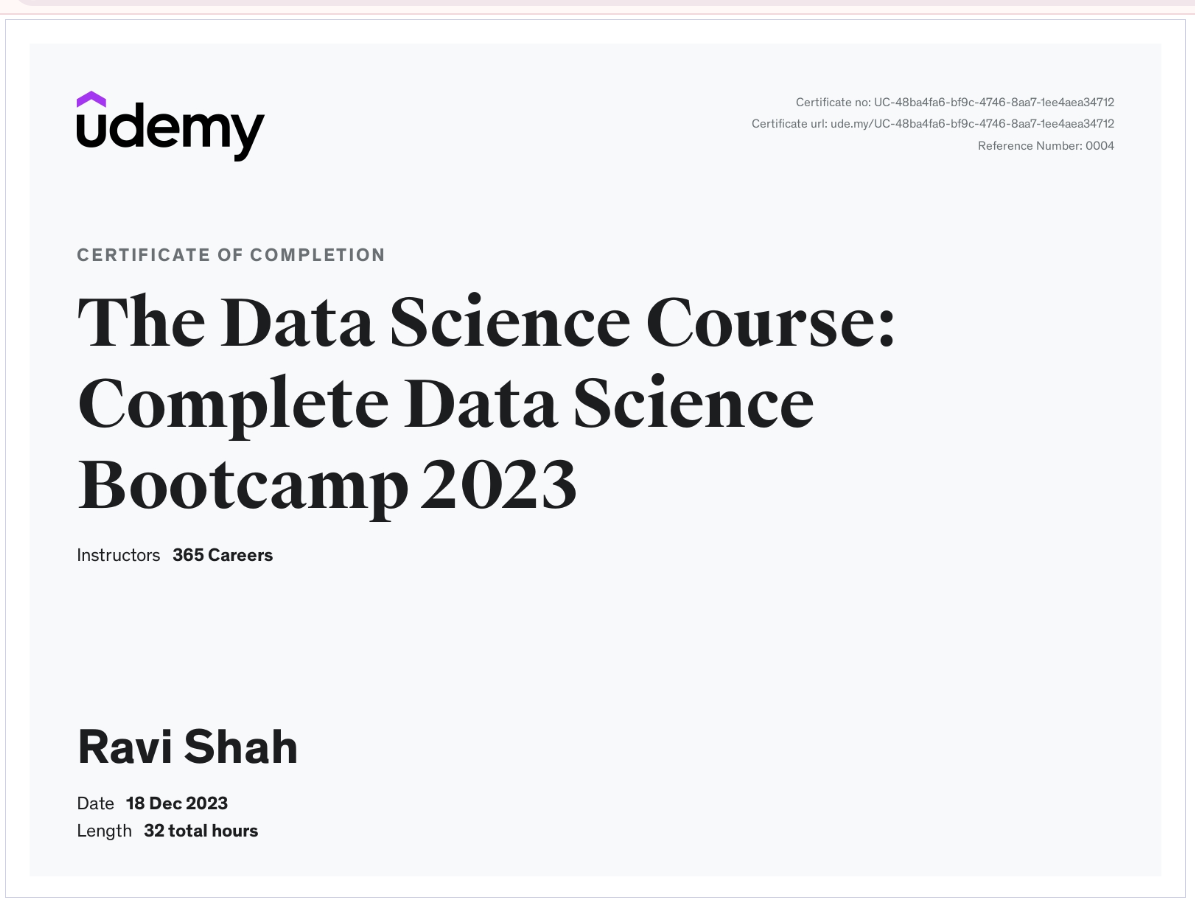 udemy
Certificate no: UC-48ba4fa6-bf9c-4746-8aa7-1ee4aea34712
Certificate url: ude.my/UC-48ba4fa6-bf9c-4746-8aa7-1ee4aea34712
Reference Number: 0004
CERTIFICATE OF COMPLETION
The Data Science Course:
Complete Data Science
Bootcamp 2023
Instructors 365 Careers
Ravi Shah
Date 18 Dec 2023
Length 32 total hours